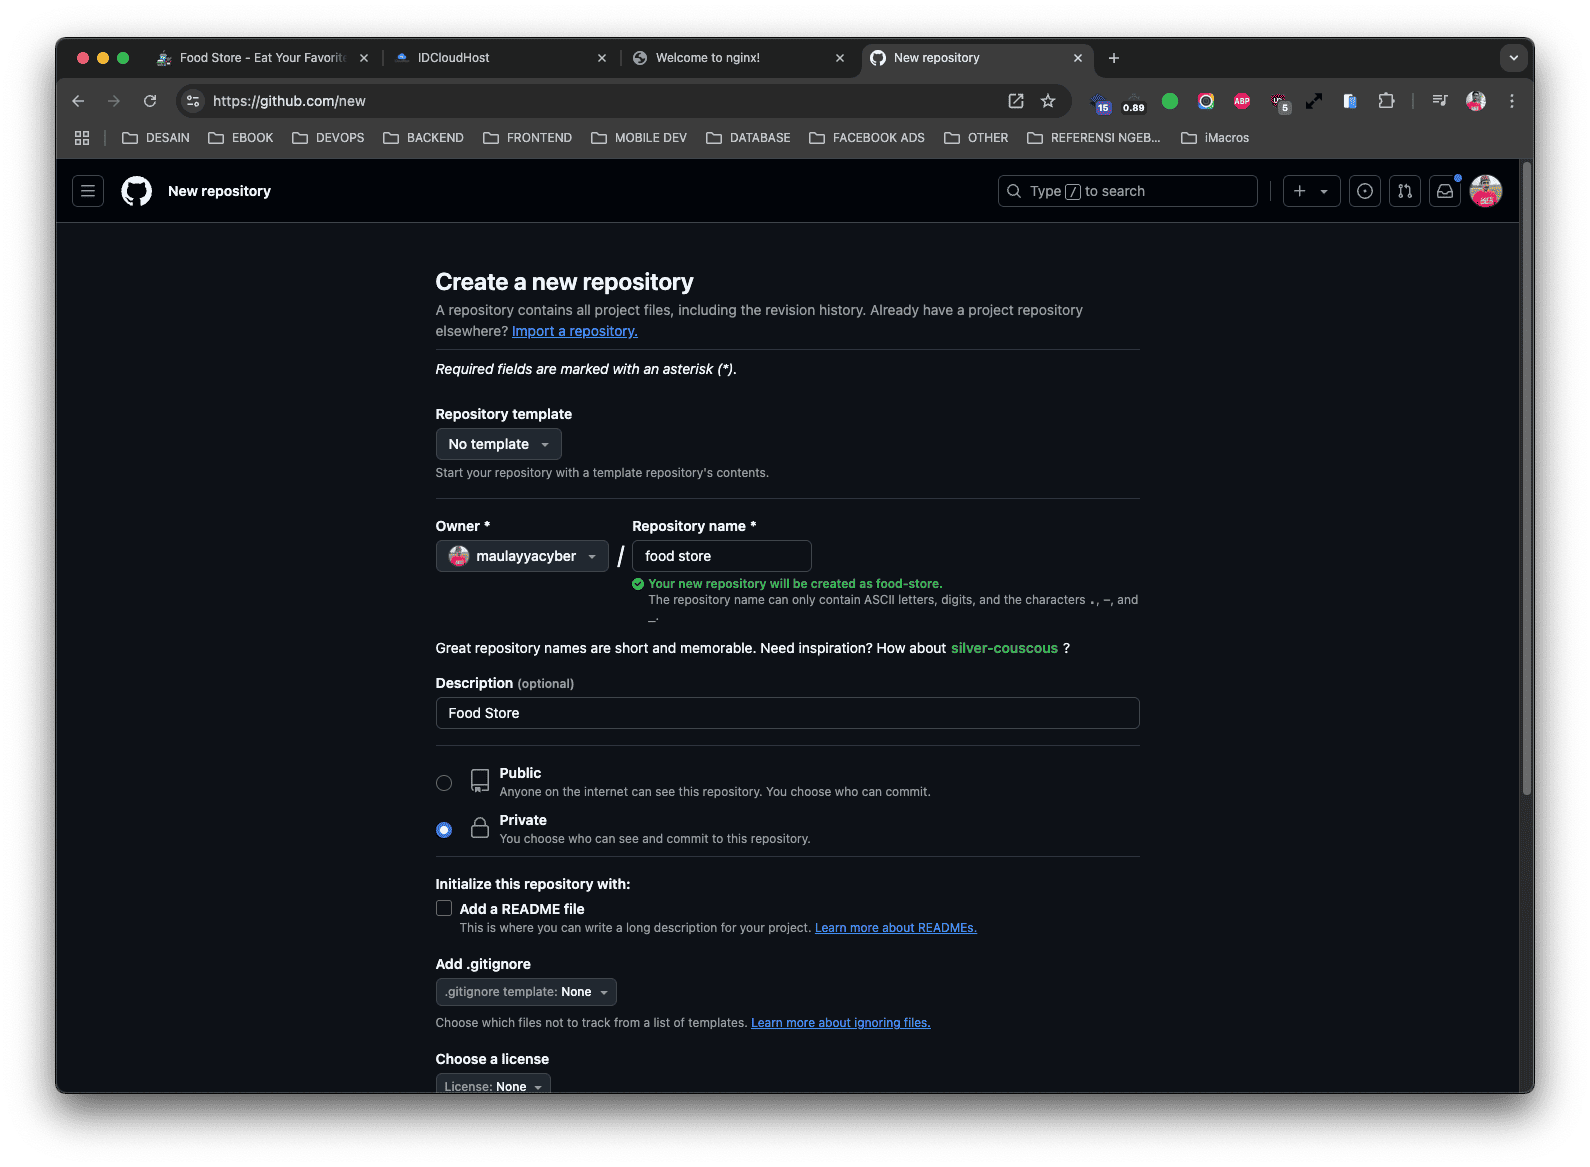 Food Store - Eat Your Favorite
IDCloudHost
Welcome to nginx!
New repository
https://github.com/new
15
0.89
ABP
5
DESAIN
EBOOK
DEVOPS
BACKEND
FRONTEND
MOBILE DEV
DATABASE
FACEBOOK ADS
OTHER
REFERENSI NGEB...
iMacros
New repository
Type / to search
Create a new repository
A repository contains all project files, including the revision history. Already have a project repository
elsewhere? Import a repository.
Required fields are marked with an asterisk (*).
Repository template
No template
Start your repository with a template repository's contents.
Owner *
Repository name *
maulayyacyber
/
food store
Your new repository will be created as food-store.
The repository name can only contain ASCII letters, digits, and the characters ., -, and
_.
Great repository names are short and memorable. Need inspiration? How about silver-couscous ?
Description (optional)
Food Store
Public
Anyone on the internet can see this repository. You choose who can commit.
Private
You choose who can see and commit to this repository.
Initialize this repository with:
Add a README file
This is where you can write a long description for your project. Learn more about READMEs.
Add .gitignore
.gitignore template: None
Choose which files not to track from a list of templates. Learn more about ignoring files.
Choose a license
License: None